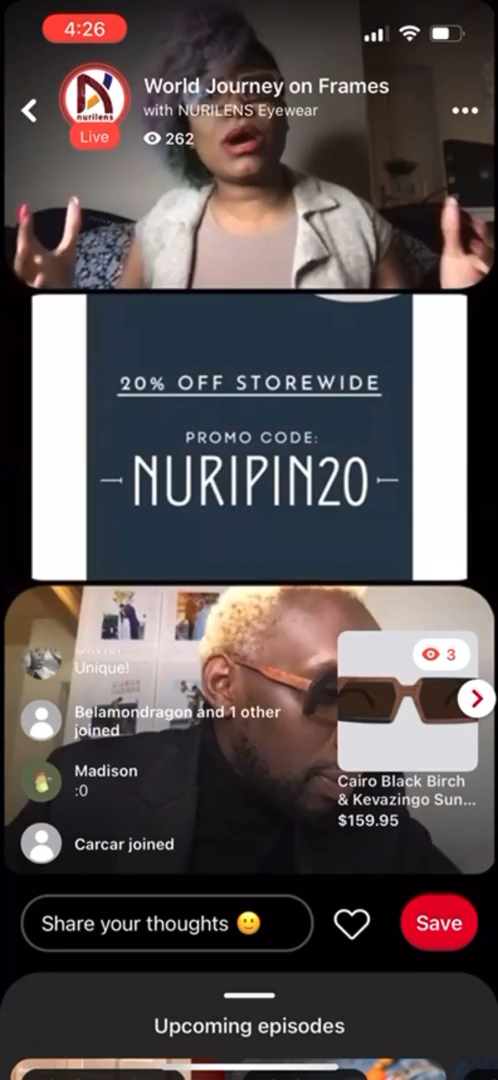 4:26
World Journey on Frames
nurilens
with NURILENS Eyewear
Live
262
20% OFF STOREWIDE
PROMO CODE:
NURIPIN20
Unique!
3
Belamondragon and 1 other
joined
Madison
:0
Cairo Black Birch
& Kevazingo Sun...
$159.95
Carcar joined
Share your thoughts 🙂
Save
Upcoming episodes